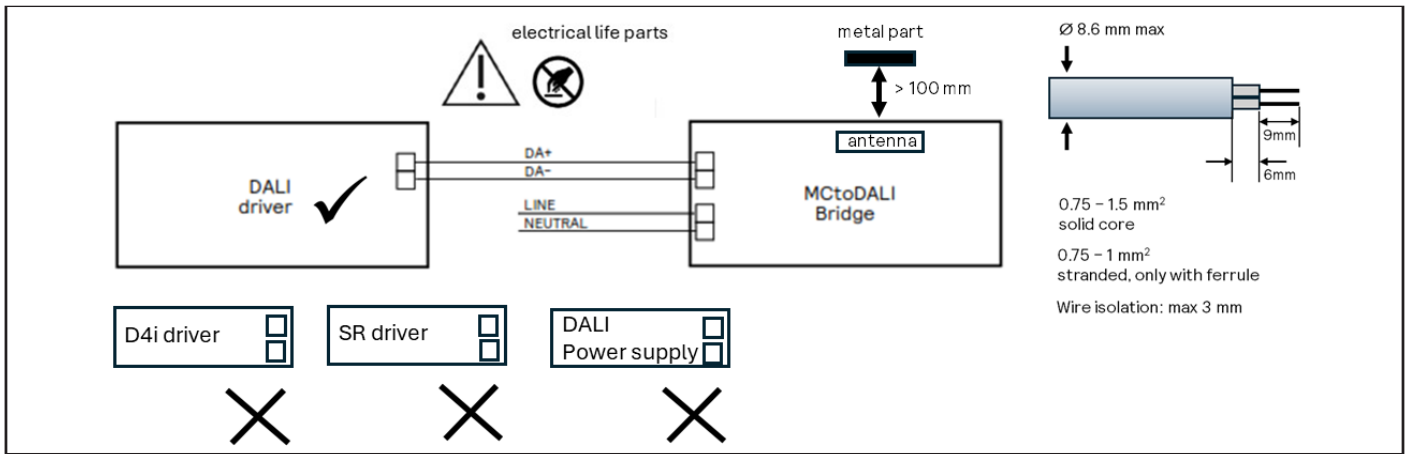 electrical life parts
metal part
> 100 mm
antenna
DALI
driver
DA+
DA-
LINE
NEUTRAL
MCtoDALI
Bridge
D4i driver
SR driver
DALI
Power supply
Ø 8.6 mm max
9mm
6mm
0.75 – 1.5 mm²
solid core
0.75 – 1 mm²
stranded, only with ferrule
Wire isolation: max 3 mm